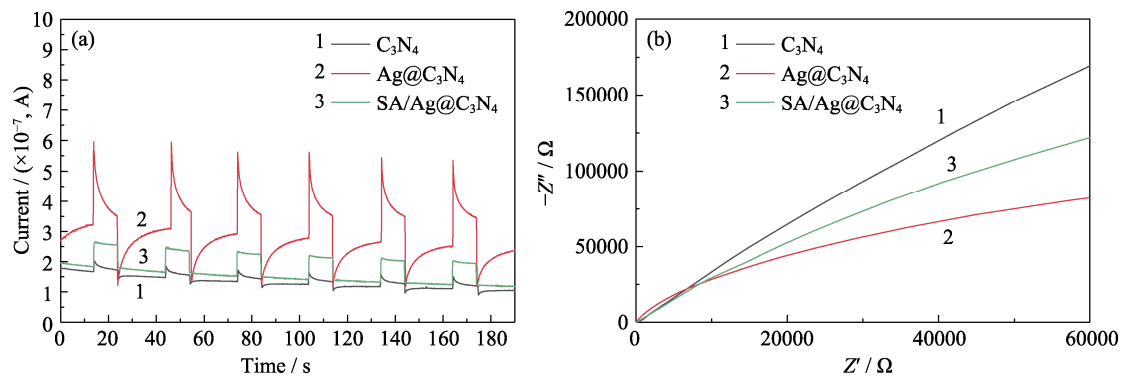 (a)
1 C₃N₄
2 Ag@C₃N₄
3 SA/Ag@C₃N₄
Current / (×10⁻⁷, A)
10
9
8
7
6
5
4
3
2
1
0
2
3
1
0 20 40 60 80 100 120 140 160 180
Time / s
(b)
1 C₃N₄
2 Ag@C₃N₄
3 SA/Ag@C₃N₄
−Z″ / Ω
200000
150000
100000
50000
0
1
3
2
0 20000 40000 60000
Z′ / Ω